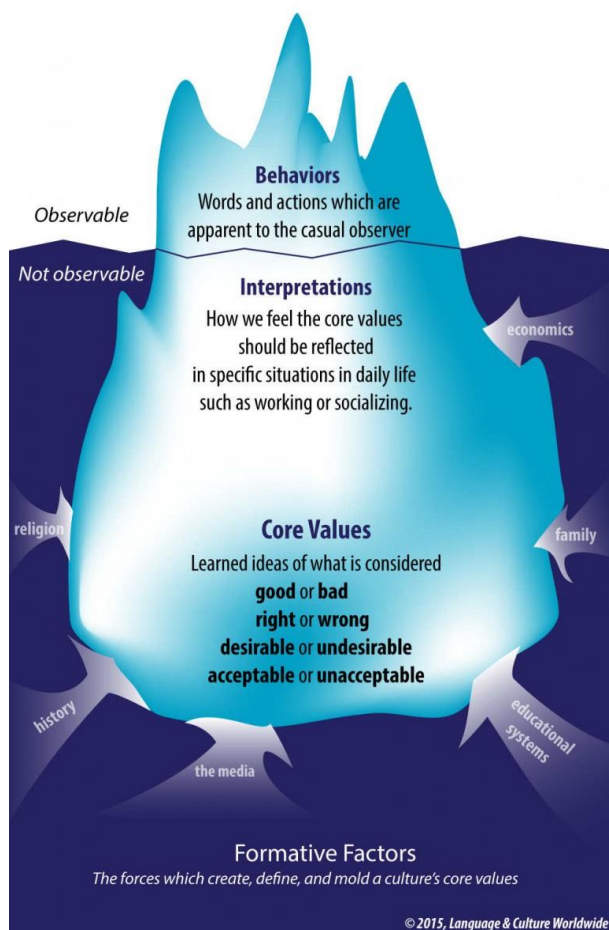 Behaviors
Words and actions which are
apparent to the casual observer
Observable
Not observable
Interpretations
How we feel the core values
should be reflected
in specific situations in daily life
such as working or socializing.
economics
religion
family
Core Values
Learned ideas of what is considered
good or bad
right or wrong
desirable or undesirable
acceptable or unacceptable
history
the media
educational
systems
Formative Factors
The forces which create, define, and mold a culture's core values
© 2015, Language & Culture Worldwide